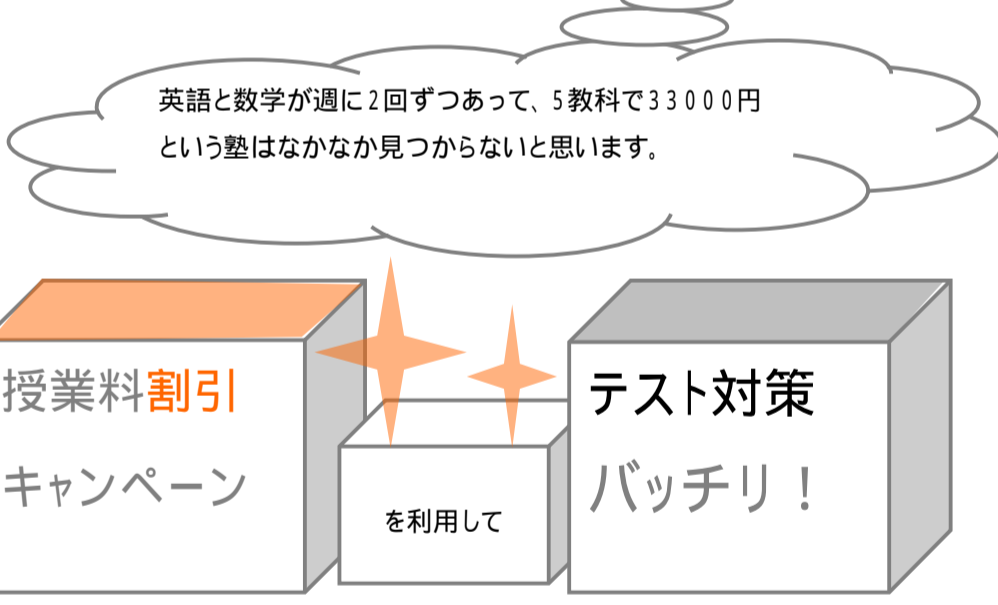 英語と数学が週に2回ずつあって、5教科で33000円
という塾はなかなか見つからないと思います。
授業料割引
キャンペーン
を利用して
テスト対策
バッチリ！